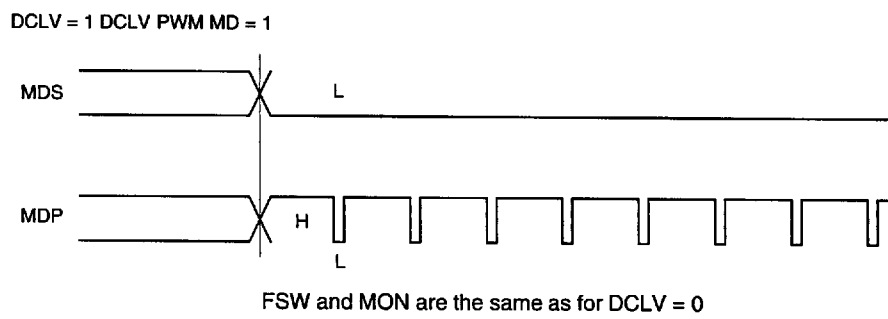 DCLV = 1 DCLV PWM MD = 1
MDS
L
MDP
H
L
FSW and MON are the same as for DCLV = 0